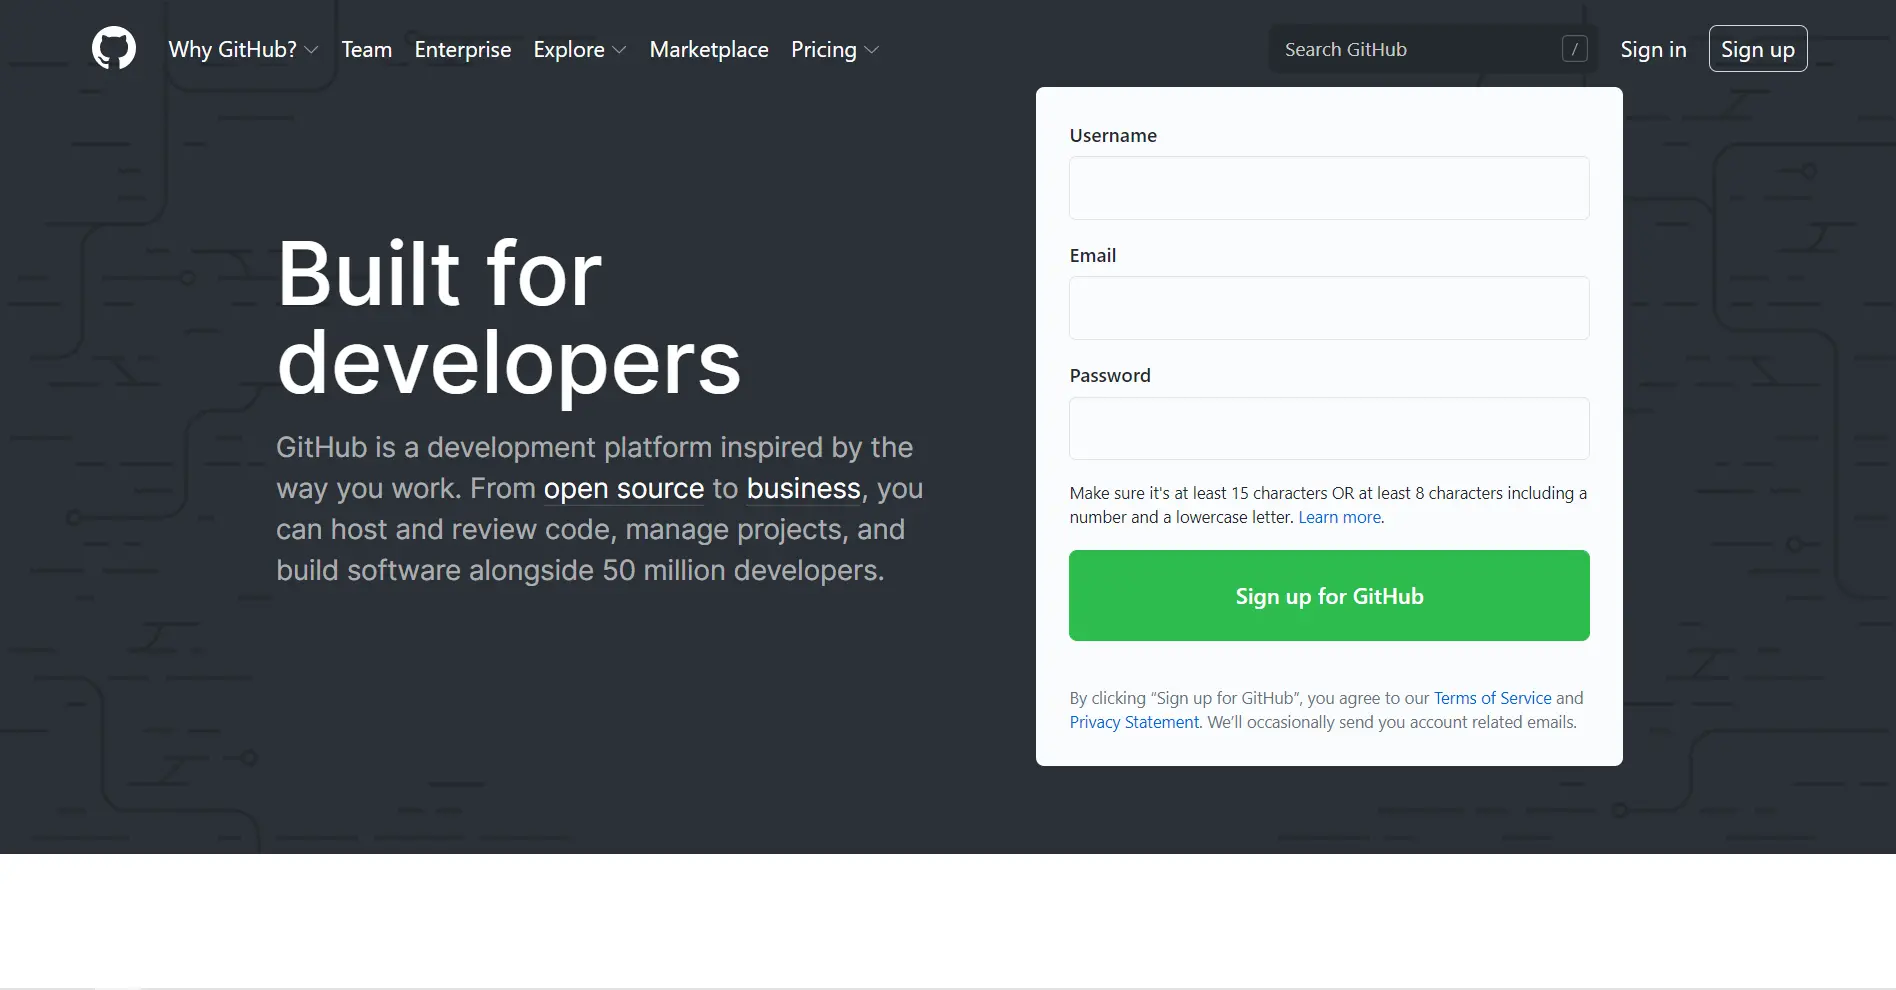 Why GitHub? Team Enterprise Explore Marketplace Pricing Search GitHub / Sign in Sign up
Built for
developers
GitHub is a development platform inspired by the
way you work. From open source to business, you
can host and review code, manage projects, and
build software alongside 50 million developers.
Username
Email
Password
Make sure it's at least 15 characters OR at least 8 characters including a
number and a lowercase letter. Learn more.
Sign up for GitHub
By clicking “Sign up for GitHub”, you agree to our Terms of Service and
Privacy Statement. We’ll occasionally send you account related emails.